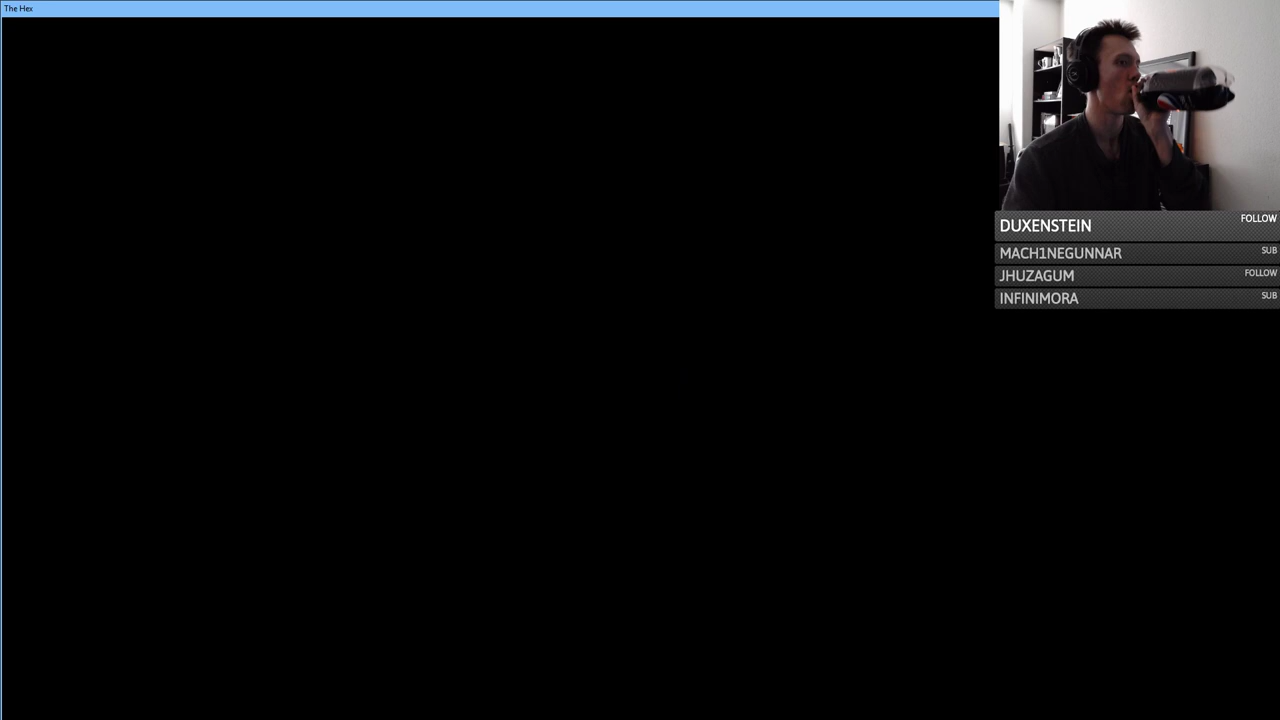 The Hex
DUXENSTEIN FOLLOW
MACH1NEGUNNAR SUB
JHUZAGUM FOLLOW
INFINIMORA SUB